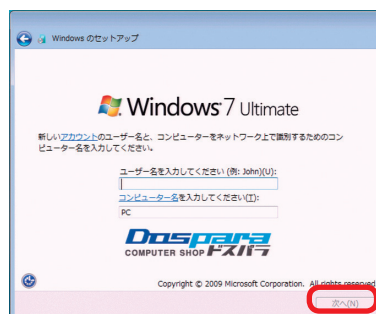 Windows のセットアップ
Windows 7 Ultimate
新しいアカウントのユーザー名と、コンピューターをネットワーク上で識別するためのコン
ピューター名を入力してください。
ユーザー名を入力してください (例: John)(U):
コンピューター名を入力してください(T):
PC
Dospara
COMPUTER SHOP ドスパラ
Copyright © 2009 Microsoft Corporation. All rights reserved
次へ(N)